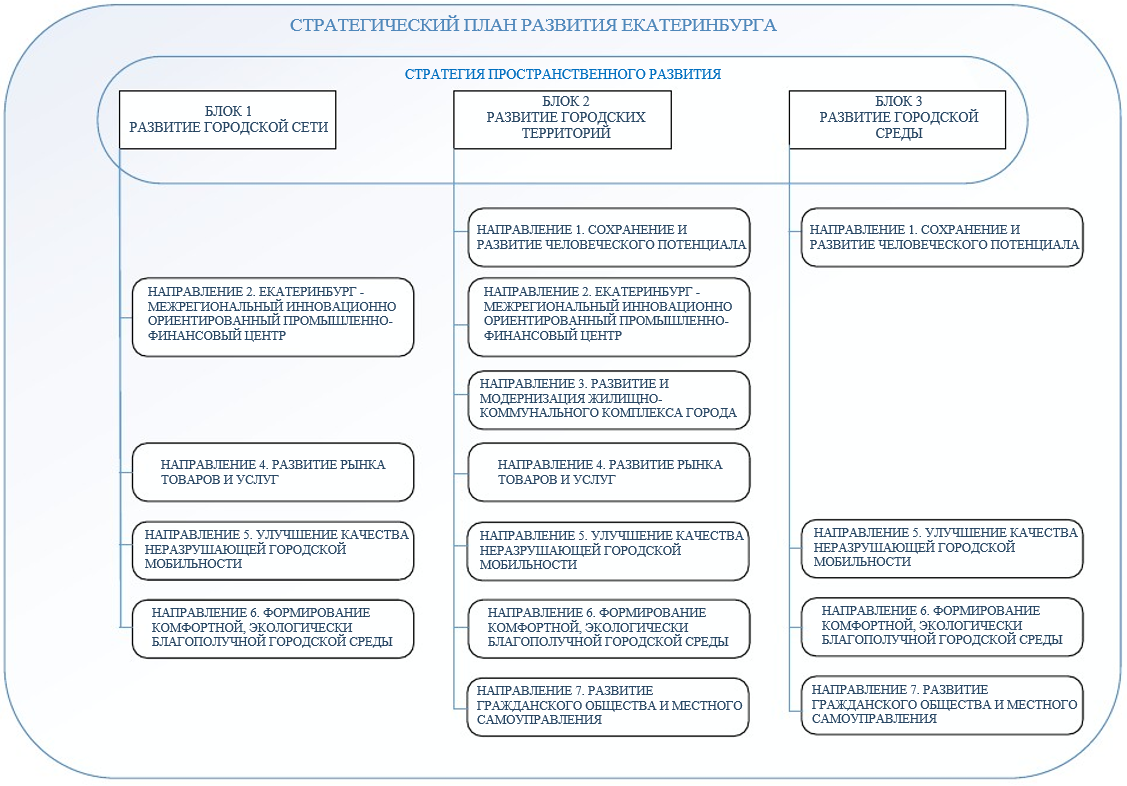 СТРАТЕГИЧЕСКИЙ ПЛАН РАЗВИТИЯ ЕКАТЕРИНБУРГА
СТРАТЕГИЯ ПРОСТРАНСТВЕННОГО РАЗВИТИЯ
БЛОК 1
РАЗВИТИЕ ГОРОДСКОЙ СЕТИ
НАПРАВЛЕНИЕ 2. ЕКАТЕРИНБУРГ -
МЕЖРЕГИОНАЛЬНЫЙ ИННОВАЦИОННО
ОРИЕНТИРОВАННЫЙ ПРОМЫШЛЕННО-
ФИНАНСОВЫЙ ЦЕНТР
НАПРАВЛЕНИЕ 4. РАЗВИТИЕ РЫНКА
ТОВАРОВ И УСЛУГ
НАПРАВЛЕНИЕ 5. УЛУЧШЕНИЕ КАЧЕСТВА
НЕРАЗРУШАЮЩЕЙ ГОРОДСКОЙ
МОБИЛЬНОСТИ
НАПРАВЛЕНИЕ 6. ФОРМИРОВАНИЕ
КОМФОРТНОЙ, ЭКОЛОГИЧЕСКИ
БЛАГОПОЛУЧНОЙ ГОРОДСКОЙ СРЕДЫ
БЛОК 2
РАЗВИТИЕ ГОРОДСКИХ
ТЕРРИТОРИЙ
НАПРАВЛЕНИЕ 1. СОХРАНЕНИЕ И
РАЗВИТИЕ ЧЕЛОВЕЧЕСКОГО ПОТЕНЦИАЛА
НАПРАВЛЕНИЕ 2. ЕКАТЕРИНБУРГ -
МЕЖРЕГИОНАЛЬНЫЙ ИННОВАЦИОННО
ОРИЕНТИРОВАННЫЙ ПРОМЫШЛЕННО-
ФИНАНСОВЫЙ ЦЕНТР
НАПРАВЛЕНИЕ 3. РАЗВИТИЕ И
МОДЕРНИЗАЦИЯ ЖИЛИЩНО-
КОММУНАЛЬНОГО КОМПЛЕКСА ГОРОДА
НАПРАВЛЕНИЕ 4. РАЗВИТИЕ РЫНКА
ТОВАРОВ И УСЛУГ
НАПРАВЛЕНИЕ 5. УЛУЧШЕНИЕ КАЧЕСТВА
НЕРАЗРУШАЮЩЕЙ ГОРОДСКОЙ
МОБИЛЬНОСТИ
НАПРАВЛЕНИЕ 6. ФОРМИРОВАНИЕ
КОМФОРТНОЙ, ЭКОЛОГИЧЕСКИ
БЛАГОПОЛУЧНОЙ ГОРОДСКОЙ СРЕДЫ
НАПРАВЛЕНИЕ 7. РАЗВИТИЕ
ГРАЖДАНСКОГО ОБЩЕСТВА И МЕСТНОГО
САМОУПРАВЛЕНИЯ
БЛОК 3
РАЗВИТИЕ ГОРОДСКОЙ
СРЕДЫ
НАПРАВЛЕНИЕ 1. СОХРАНЕНИЕ И
РАЗВИТИЕ ЧЕЛОВЕЧЕСКОГО ПОТЕНЦИАЛА
НАПРАВЛЕНИЕ 5. УЛУЧШЕНИЕ КАЧЕСТВА
НЕРАЗРУШАЮЩЕЙ ГОРОДСКОЙ
МОБИЛЬНОСТИ
НАПРАВЛЕНИЕ 6. ФОРМИРОВАНИЕ
КОМФОРТНОЙ, ЭКОЛОГИЧЕСКИ
БЛАГОПОЛУЧНОЙ ГОРОДСКОЙ СРЕДЫ
НАПРАВЛЕНИЕ 7. РАЗВИТИЕ
ГРАЖДАНСКОГО ОБЩЕСТВА И МЕСТНОГО
САМОУПРАВЛЕНИЯ